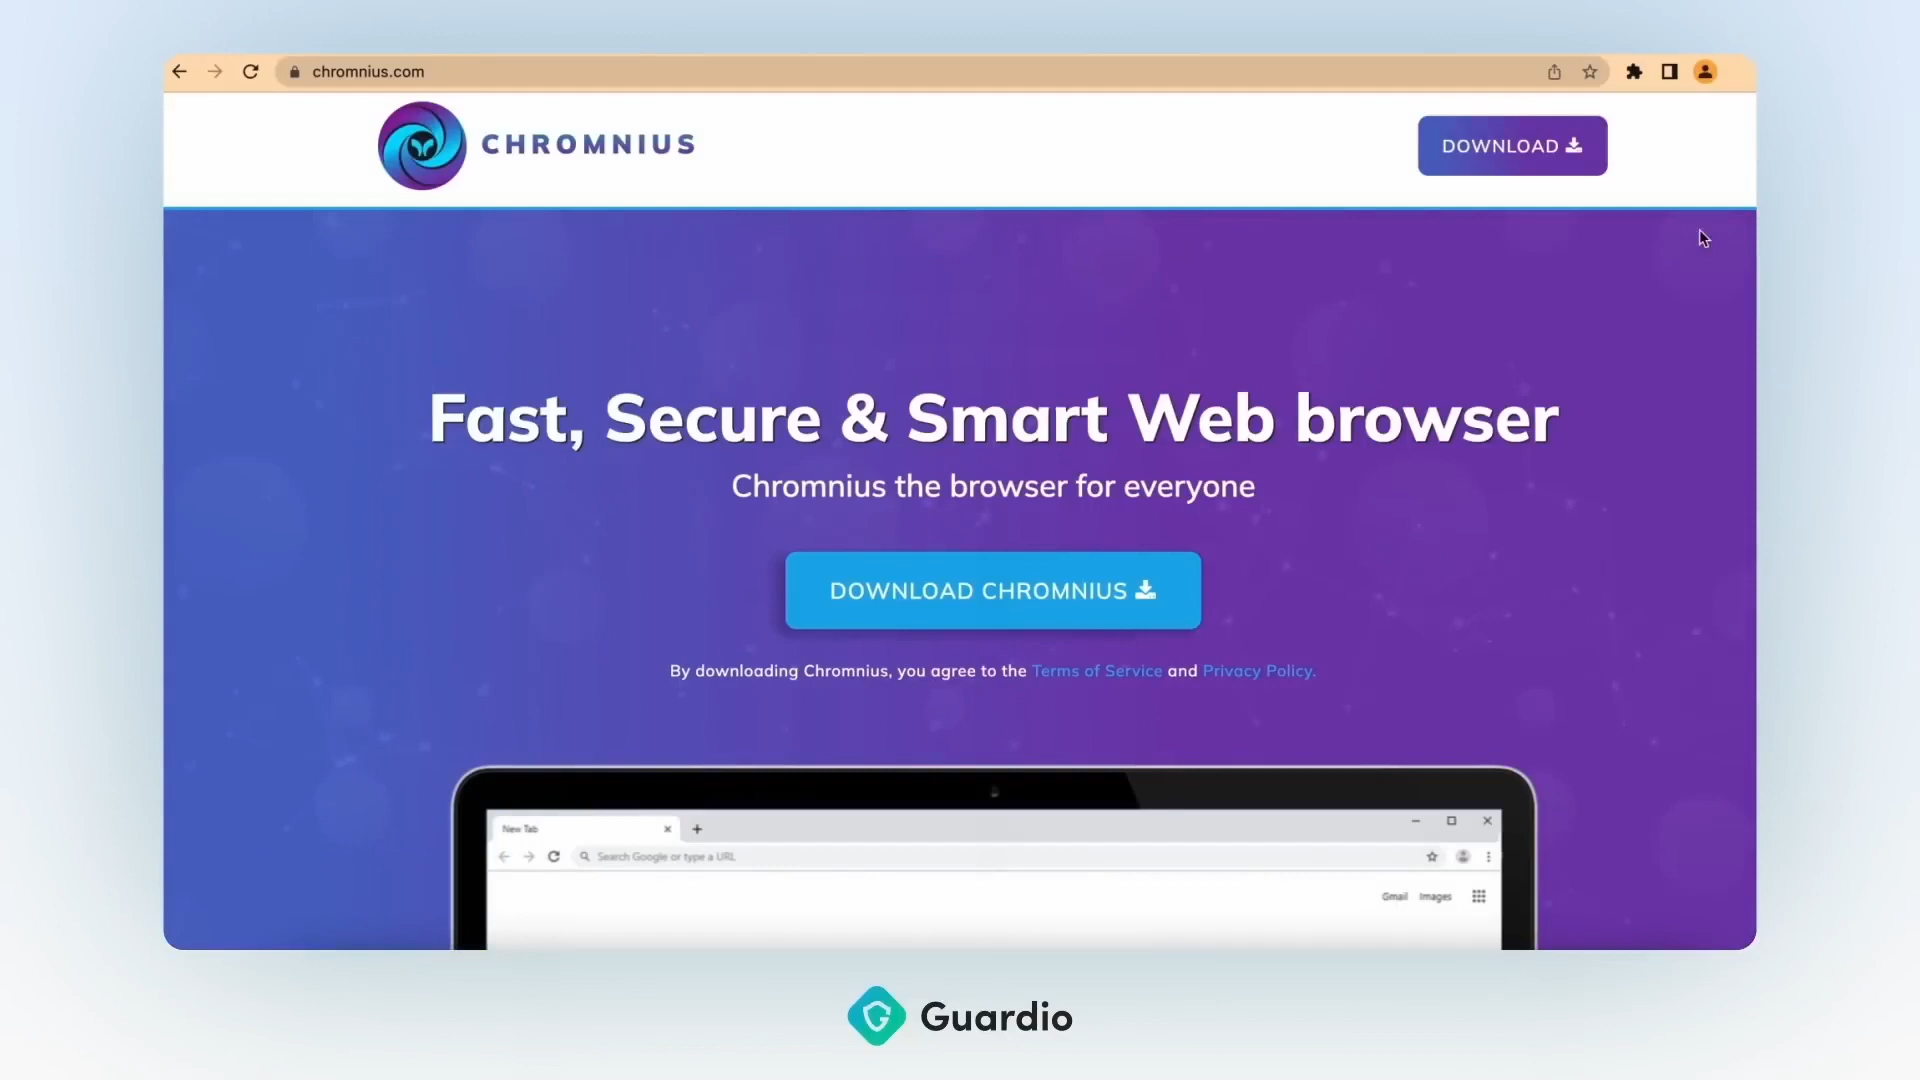 chromnius.com
CHROMNIUS
DOWNLOAD
Fast, Secure & Smart Web browser
Chromnius the browser for everyone
DOWNLOAD CHROMNIUS
By downloading Chromnius, you agree to the Terms of Service and Privacy Policy.
New Tab
Search Google or type a URL
Gmail Images
Guardio